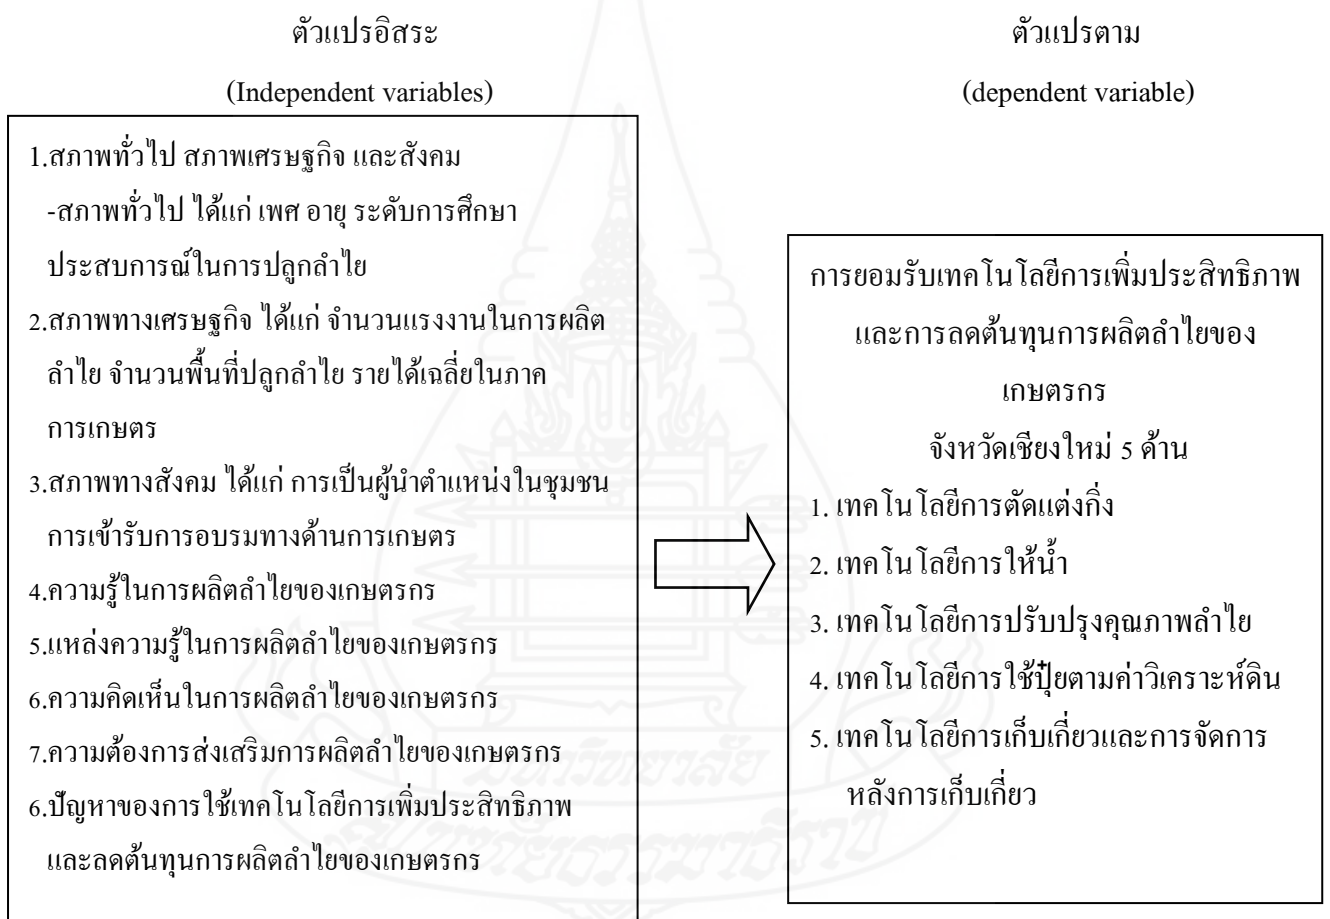 ตัวแปรอิสระ
(Independent variables)
1.สภาพทั่วไป สภาพเศรษฐกิจ และสังคม
-สภาพทั่วไป ได้แก่ เพศ อายุ ระดับการศึกษา
ประสบการณ์ในการปลูกลำไย
2.สภาพทางเศรษฐกิจ ได้แก่ จำนวนแรงงานในการผลิต
ลำไย จำนวนพื้นที่ปลูกลำไย รายได้เฉลี่ยในภาค
การเกษตร
3.สภาพทางสังคม ได้แก่ การเป็นผู้นำตำแหน่งในชุมชน
การเข้ารับการอบรมทางด้านการเกษตร
4.ความรู้ในการผลิตลำไยของเกษตรกร
5.แหล่งความรู้ในการผลิตลำไยของเกษตรกร
6.ความคิดเห็นในการผลิตลำไยของเกษตรกร
7.ความต้องการส่งเสริมการผลิตลำไยของเกษตรกร
6.ปัญหาของการใช้เทคโนโลยีการเพิ่มประสิทธิภาพ
และลดต้นทุนการผลิตลำไยของเกษตรกร
ตัวแปรตาม
(dependent variable)
การยอมรับเทคโนโลยีการเพิ่มประสิทธิภาพ
และการลดต้นทุนการผลิตลำไยของ
เกษตรกร
จังหวัดเชียงใหม่ 5 ด้าน
1. เทคโนโลยีการตัดแต่งกิ่ง
2. เทคโนโลยีการให้น้ำ
3. เทคโนโลยีการปรับปรุงคุณภาพลำไย
4. เทคโนโลยีการใช้ปุ๋ยตามค่าวิเคราะห์ดิน
5. เทคโนโลยีการเก็บเกี่ยวและการจัดการ
หลังการเก็บเกี่ยว